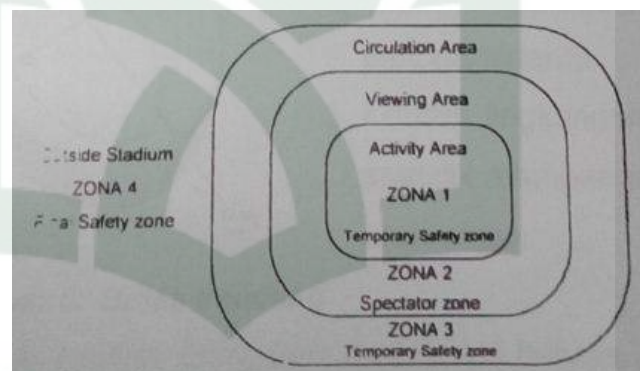 Circulation Area
Viewing Area
Activity Area
ZONA 1
Temporary Safety zone
ZONA 2
Spectator zone
ZONA 3
Temporary Safety zone
Stadium
ZONA 4
Safety zone